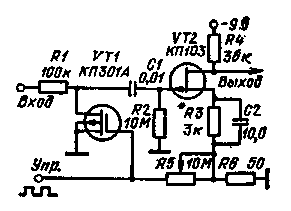 -9В
VT2
КП103
R4
36к
R1
100к
VT1
КП301А
C1
0,01
Выход
Вход
R2
10М
R3
3к
C2
10,0
*
Упр.
R5
10М
R6
50